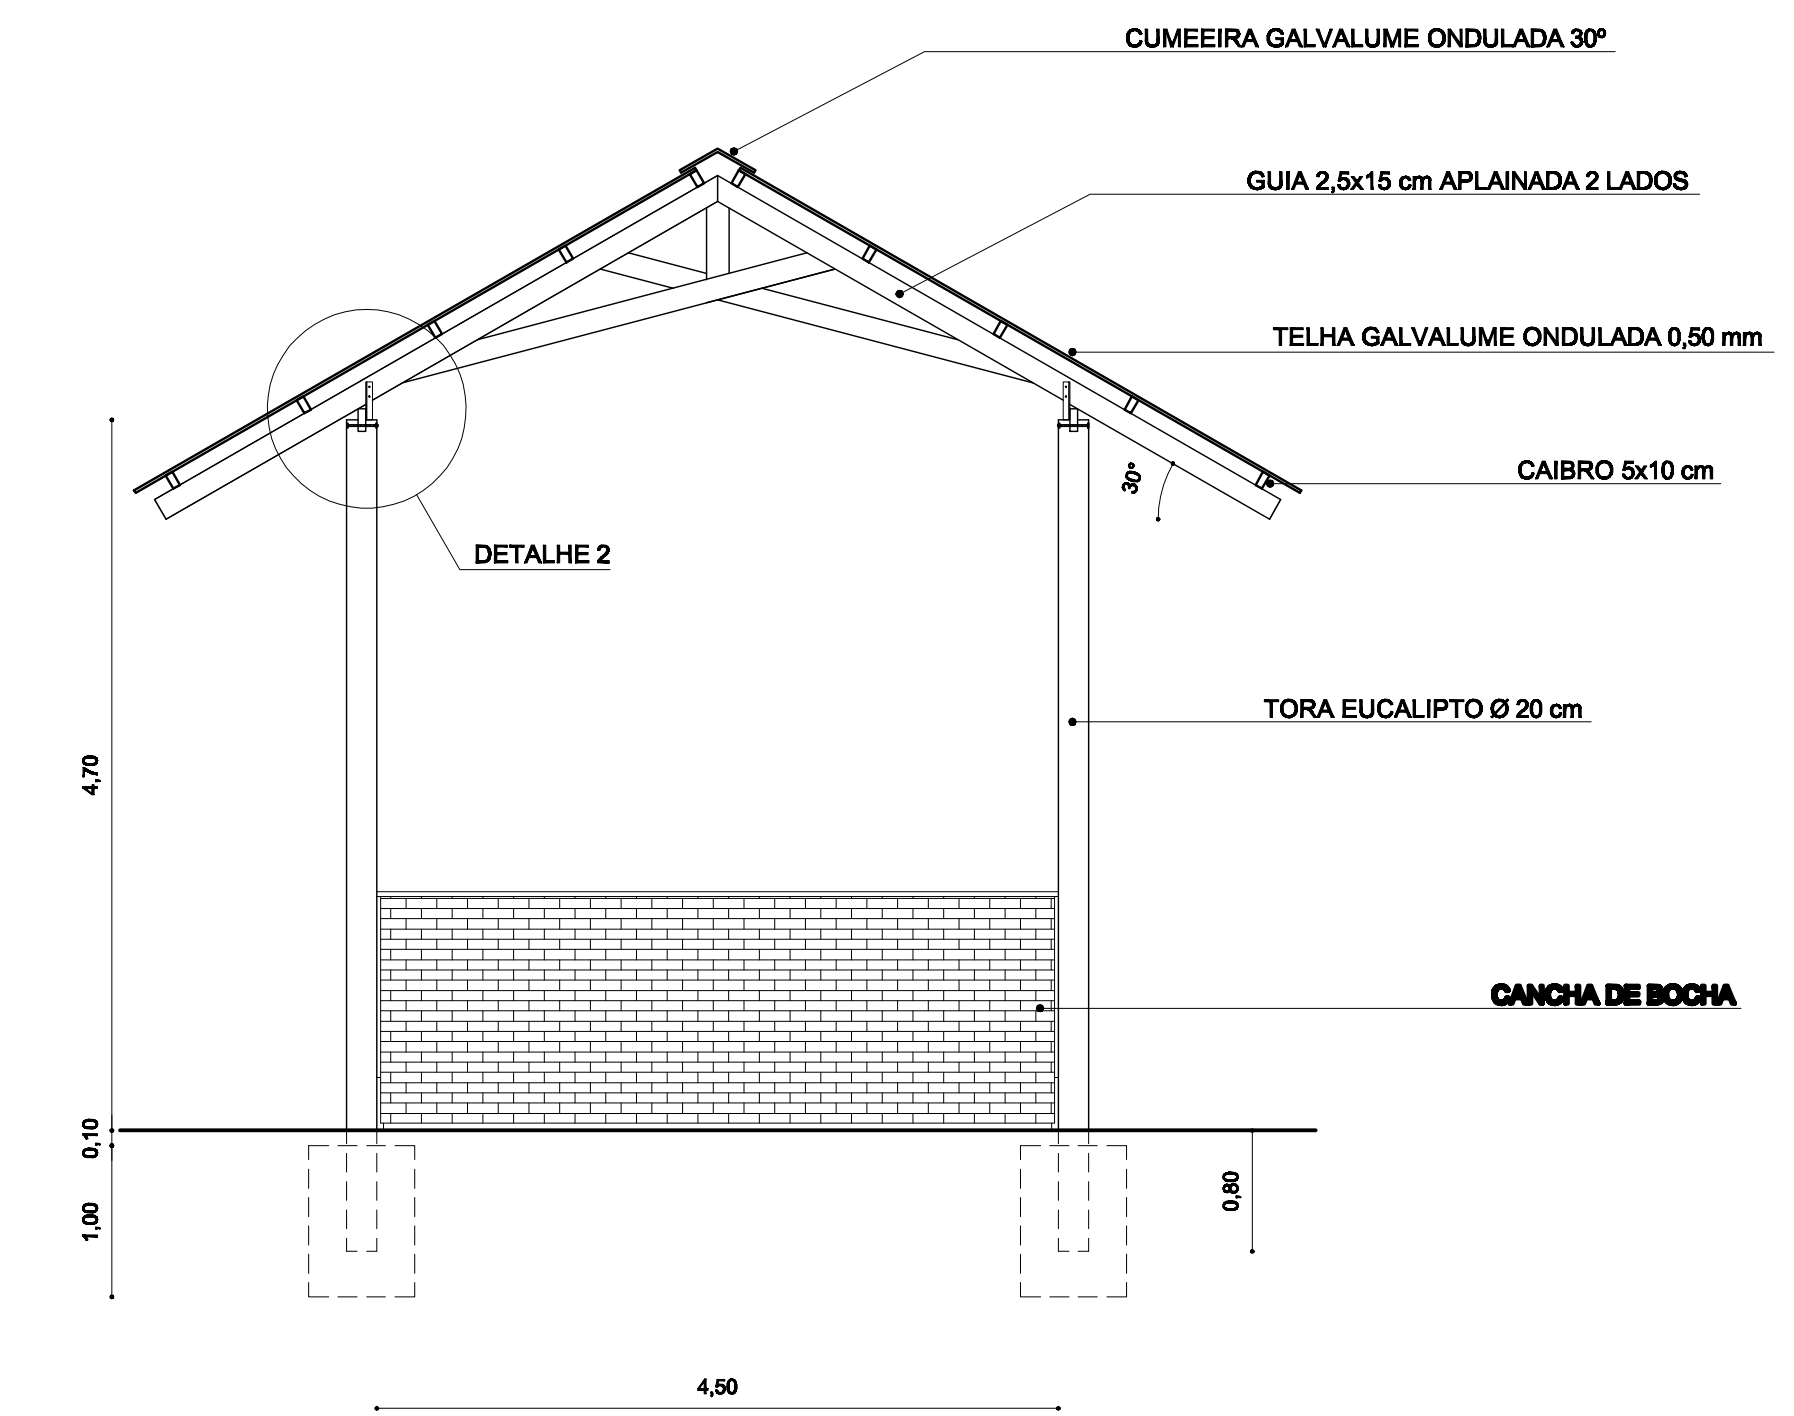 CUMEEIRA GALVALUME ONDULADA 30º
GUIA 2,5x15 cm APLAINADA 2 LADOS
TELHA GALVALUME ONDULADA 0,50 mm
CAIBRO 5x10 cm
30°
DETALHE 2
TORA EUCALIPTO Ø 20 cm
4,70
CANCHA DE BOCHA
0,10
0,80
1,00
4,50